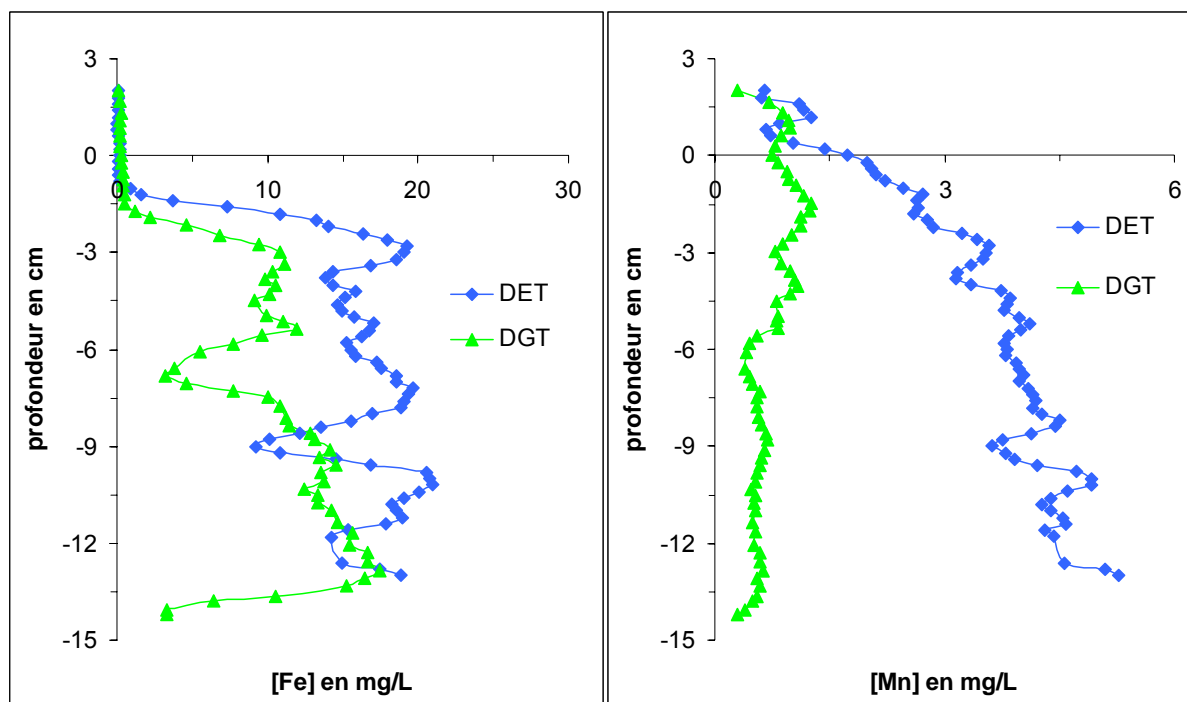 3
0
0
10
20
30
-3
-6
-9
-12
-15
profondeur en cm
DET
DGT
[Fe] en mg/L
3
0
0
3
6
-3
-6
-9
-12
-15
profondeur en cm
DET
DGT
[Mn] en mg/L